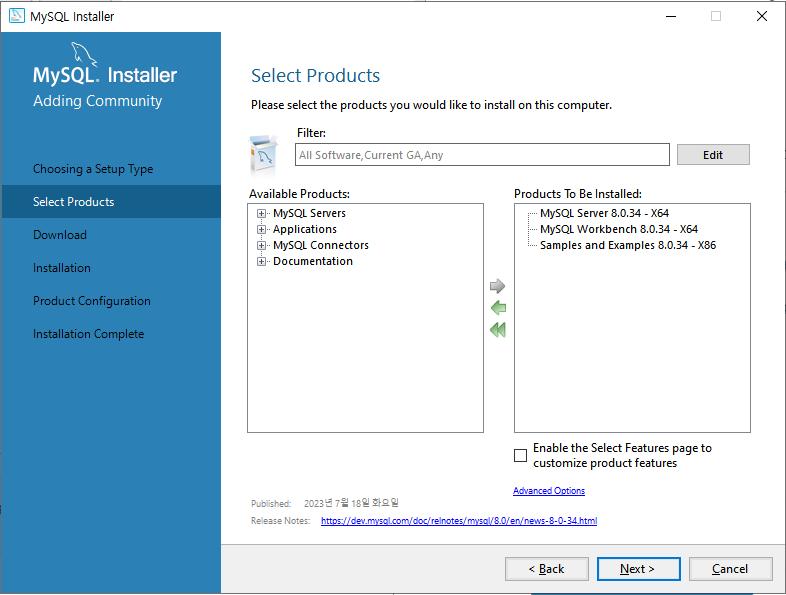 MySQL Installer
MySQL. Installer
Adding Community
Choosing a Setup Type
Select Products
Download
Installation
Product Configuration
Installation Complete
Select Products
Please select the products you would like to install on this computer.
Filter:
All Software,Current GA,Any
Edit
Available Products:
MySQL Servers
Applications
MySQL Connectors
Documentation
Products To Be Installed:
MySQL Server 8.0.34 - X64
MySQL Workbench 8.0.34 - X64
Samples and Examples 8.0.34 - X86
Enable the Select Features page to
customize product features
Advanced Options
Published: 2023년 7월 18일 화요일
Release Notes: https://dev.mysql.com/doc/relnotes/mysql/8.0/en/news-8-0-34.html
< Back
Next >
Cancel